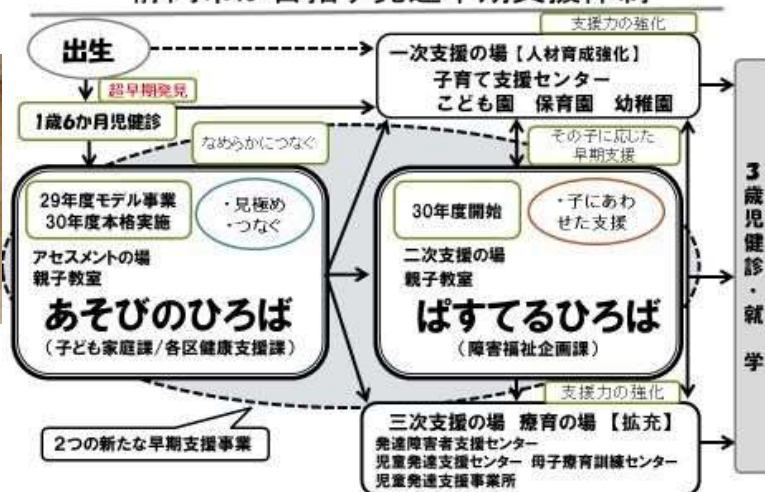 支援力の強化
出生
一次支援の場【人材育成強化】
子育て支援センター
こども園 保育園 幼稚園
超早期発見
1歳6か月児健診
なめらかにつなぐ
その子に応じた
早期支援
29年度モデル事業
30年度本格実施
・見極め
・つなぐ
アセスメントの場
親子教室
あそびのひろば
(子ども家庭課/各区健康支援課)
30年度開始
・子にあわ
せた支援
二次支援の場
親子教室
ぱすてるひろば
(障害福祉企画課)
3歳児健診・就学
支援力の強化
三次支援の場 療育の場 【拡充】
発達障害者支援センター
児童発達支援センター 母子療育訓練センター
児童発達支援事業所
2つの新たな早期支援事業